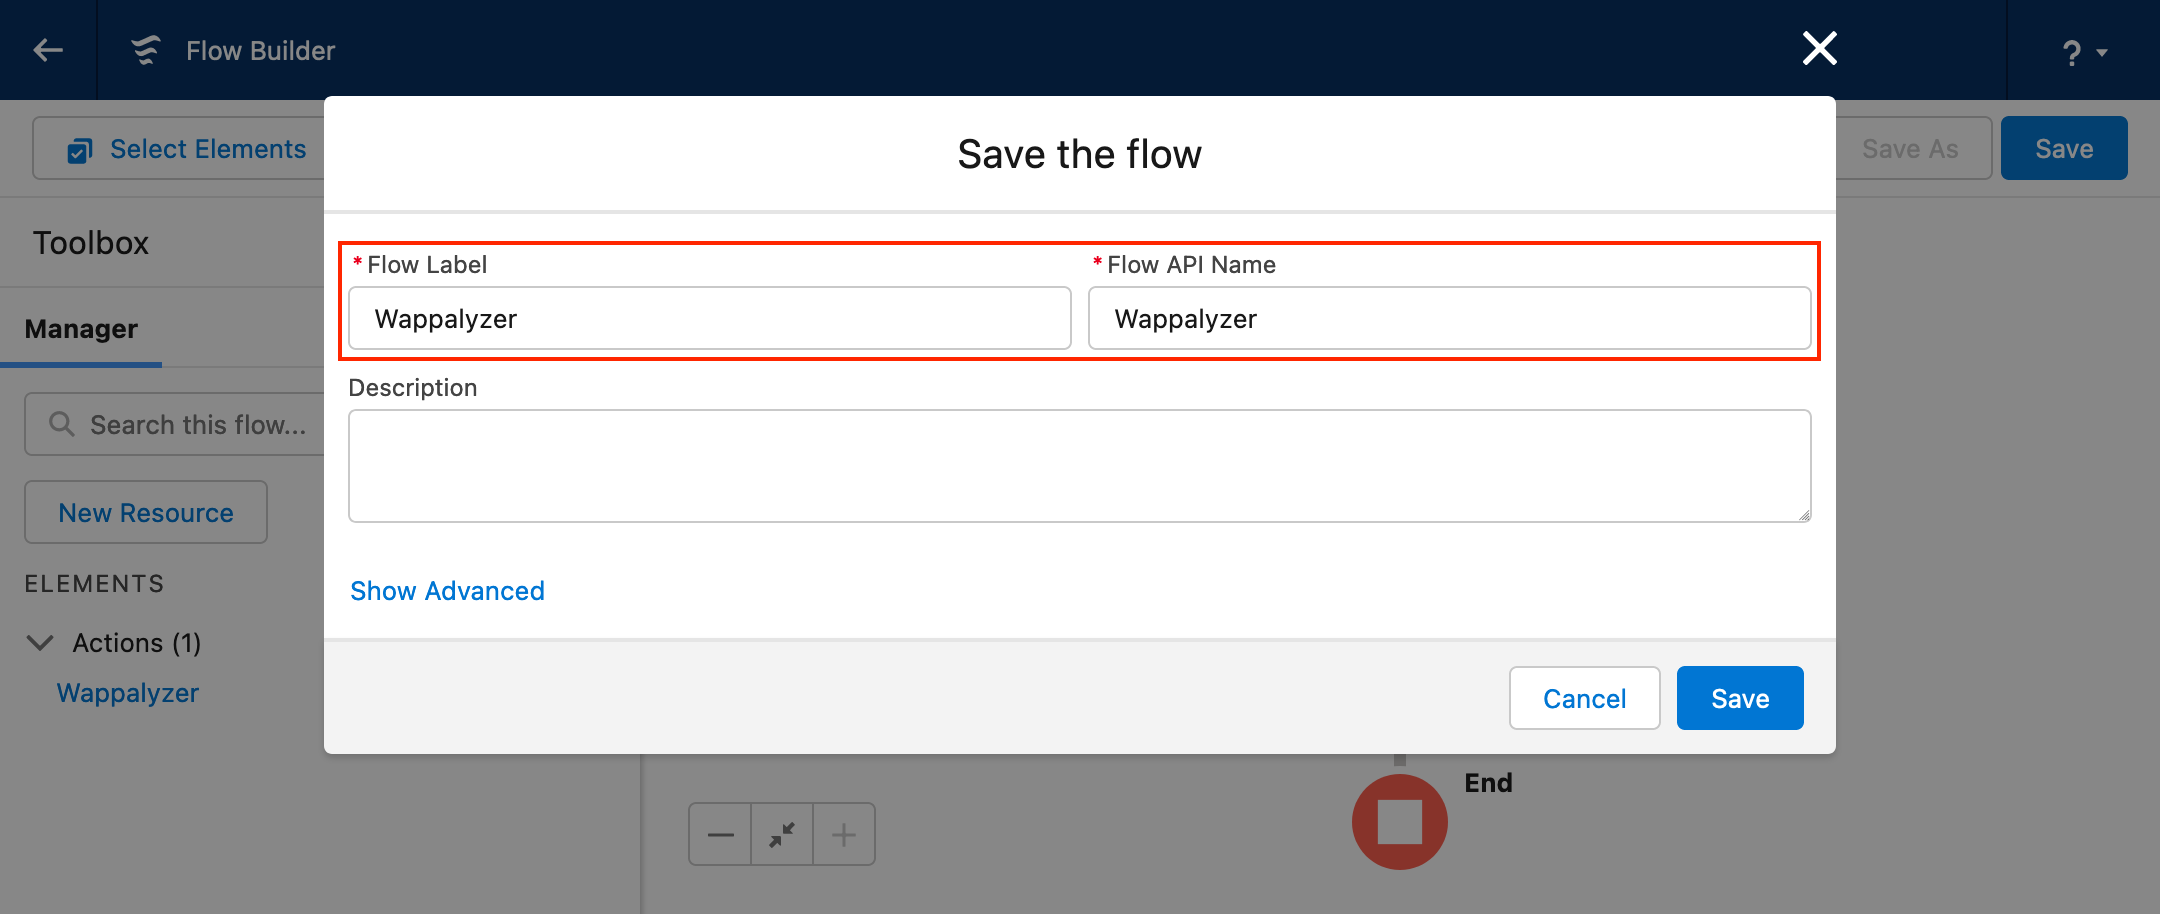 Flow Builder
?
Select Elements
Save As
Save
Save the flow
Toolbox
* Flow Label
* Flow API Name
Wappalyzer
Wappalyzer
Manager
Description
Search this flow...
New Resource
ELEMENTS
Show Advanced
Actions (1)
Wappalyzer
Cancel
Save
End